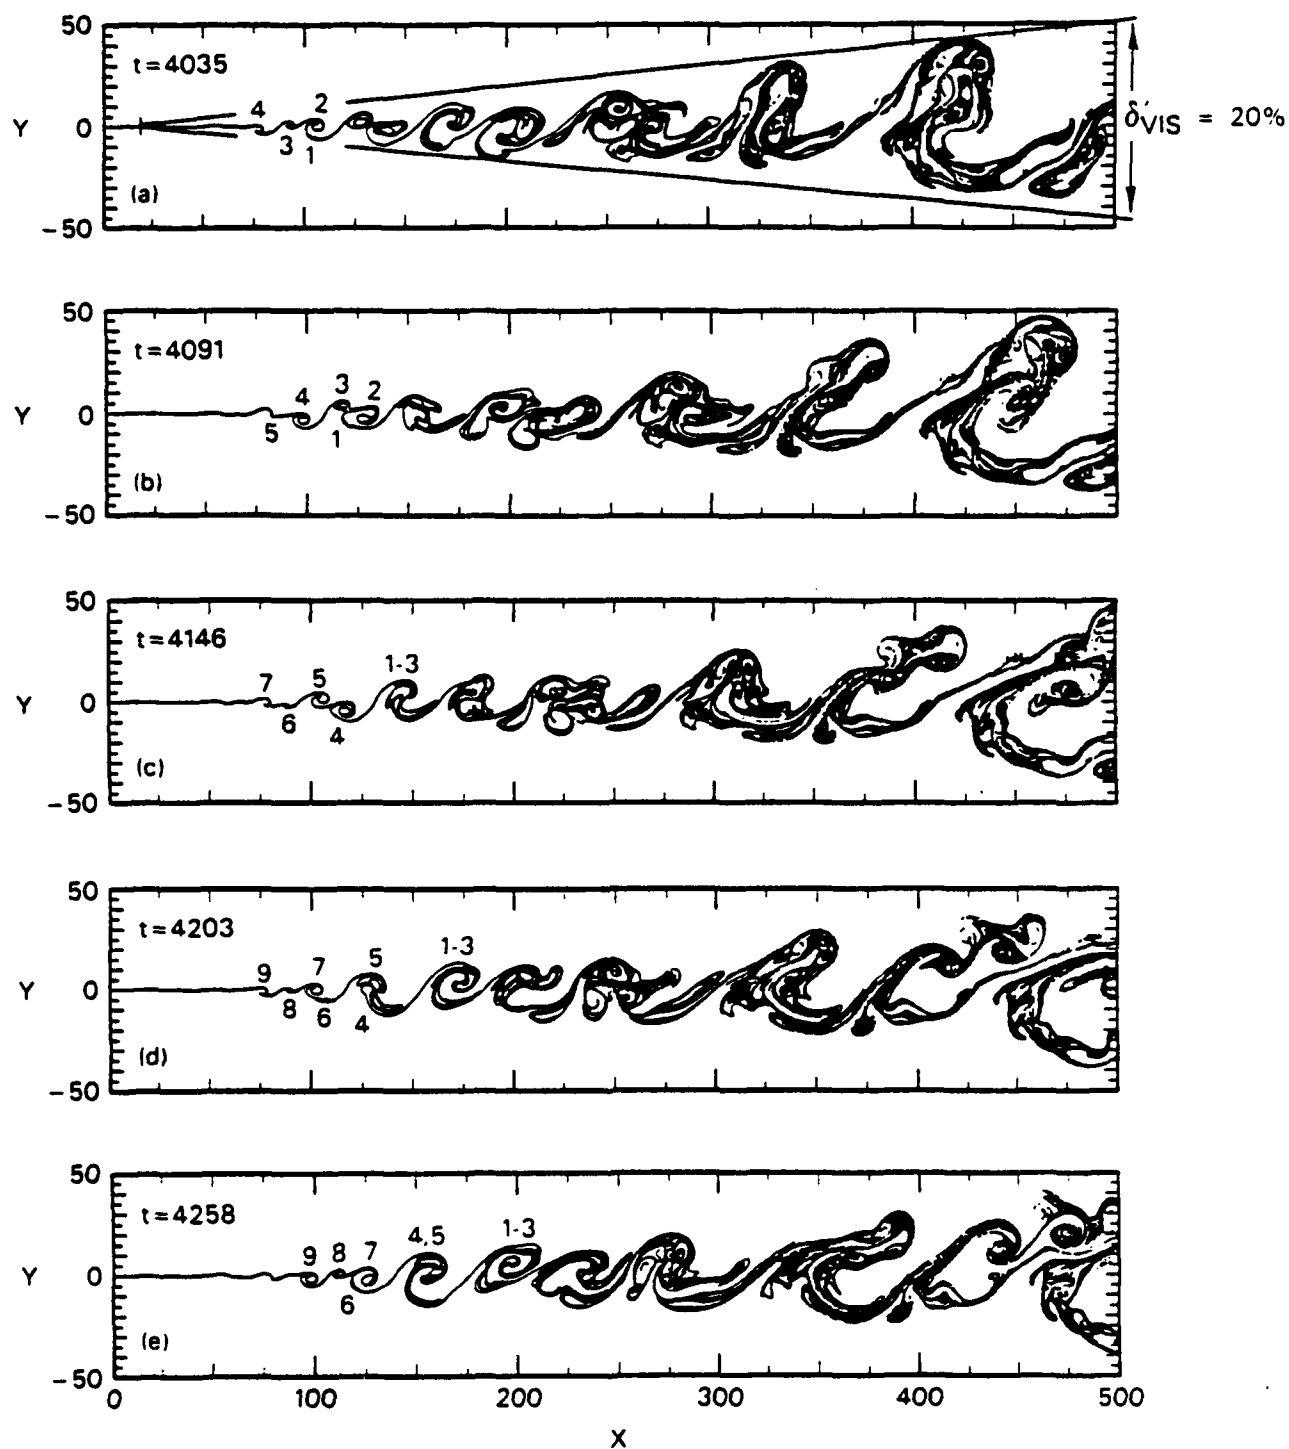 50
t=4035
Y 0
4 2
3 1
(a)
-50
δ'VIS = 20%
50
t=4091
Y 0
4 3 2
5 1
(b)
-50
50
t=4146
Y 0
7 5 1-3
6 4
(c)
-50
50
t=4203
Y 0
9 7 5 1-3
8 6 4
(d)
-50
50
t=4258
Y 0
9 8 7 4,5 1-3
6
(e)
-50
0 100 200 300 400 500
X